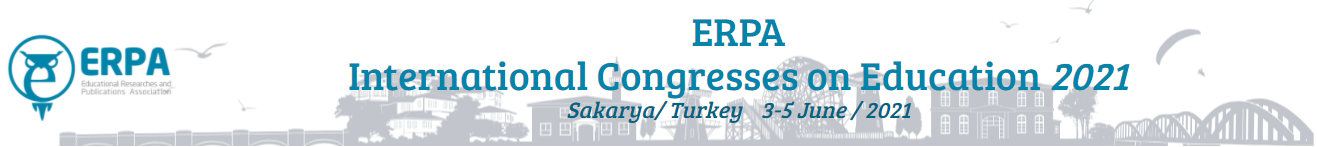 ERPA
Educational Researches and
Publications Association
ERPA
International Congresses on Education 2021
Sakarya/ Turkey 3-5 June / 2021